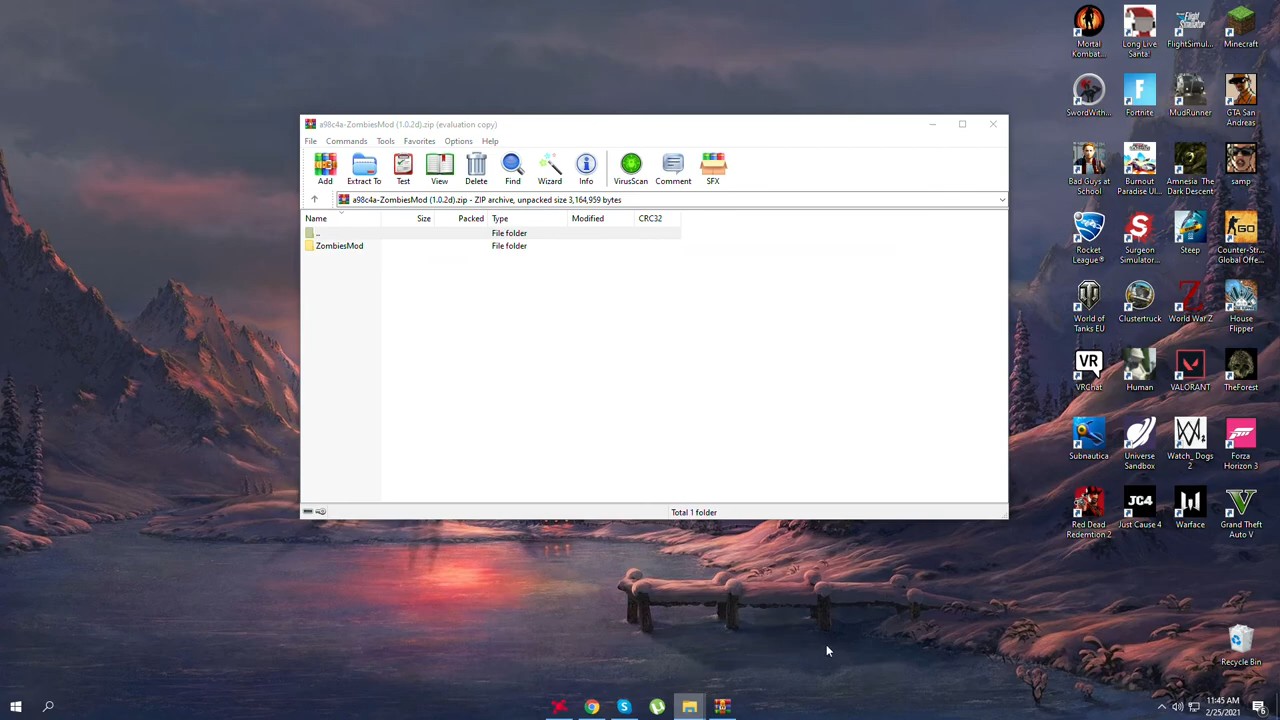 a98c4a-ZombiesMod (1.0.2d).zip (evaluation copy)
File Commands Tools Favorites Options Help
Add Extract To Test View Delete Find Wizard Info VirusScan Comment SFX
a98c4a-ZombiesMod (1.0.2d).zip - ZIP archive, unpacked size 3,164,959 bytes
Name Size Packed Type Modified CRC32
.. File folder
ZombiesMod File folder
Total 1 folder
Mortal Kombat...
Long Live Santa!
FlightSimul...
Minecraft
SwordWith...
Fortnite
MudRunner
GTA San Andreas
Bad Guys at School
Burnout Paradise Ul...
Amnesia The Dark Descent
samp
Rocket League®
Surgeon Simulator...
Steep
Counter-Str... Global Offe...
World of Tanks EU
Clustertruck
World War Z
House Flipper
VRChat
Human
VALORANT
TheForest
Subnautica
Universe Sandbox
Watch_ Dogs 2
Forza Horizon 3
Red Dead Redemtion 2
Just Cause 4
Warface
Grand Theft Auto V
Recycle Bin
11:45 AM
2/25/2021